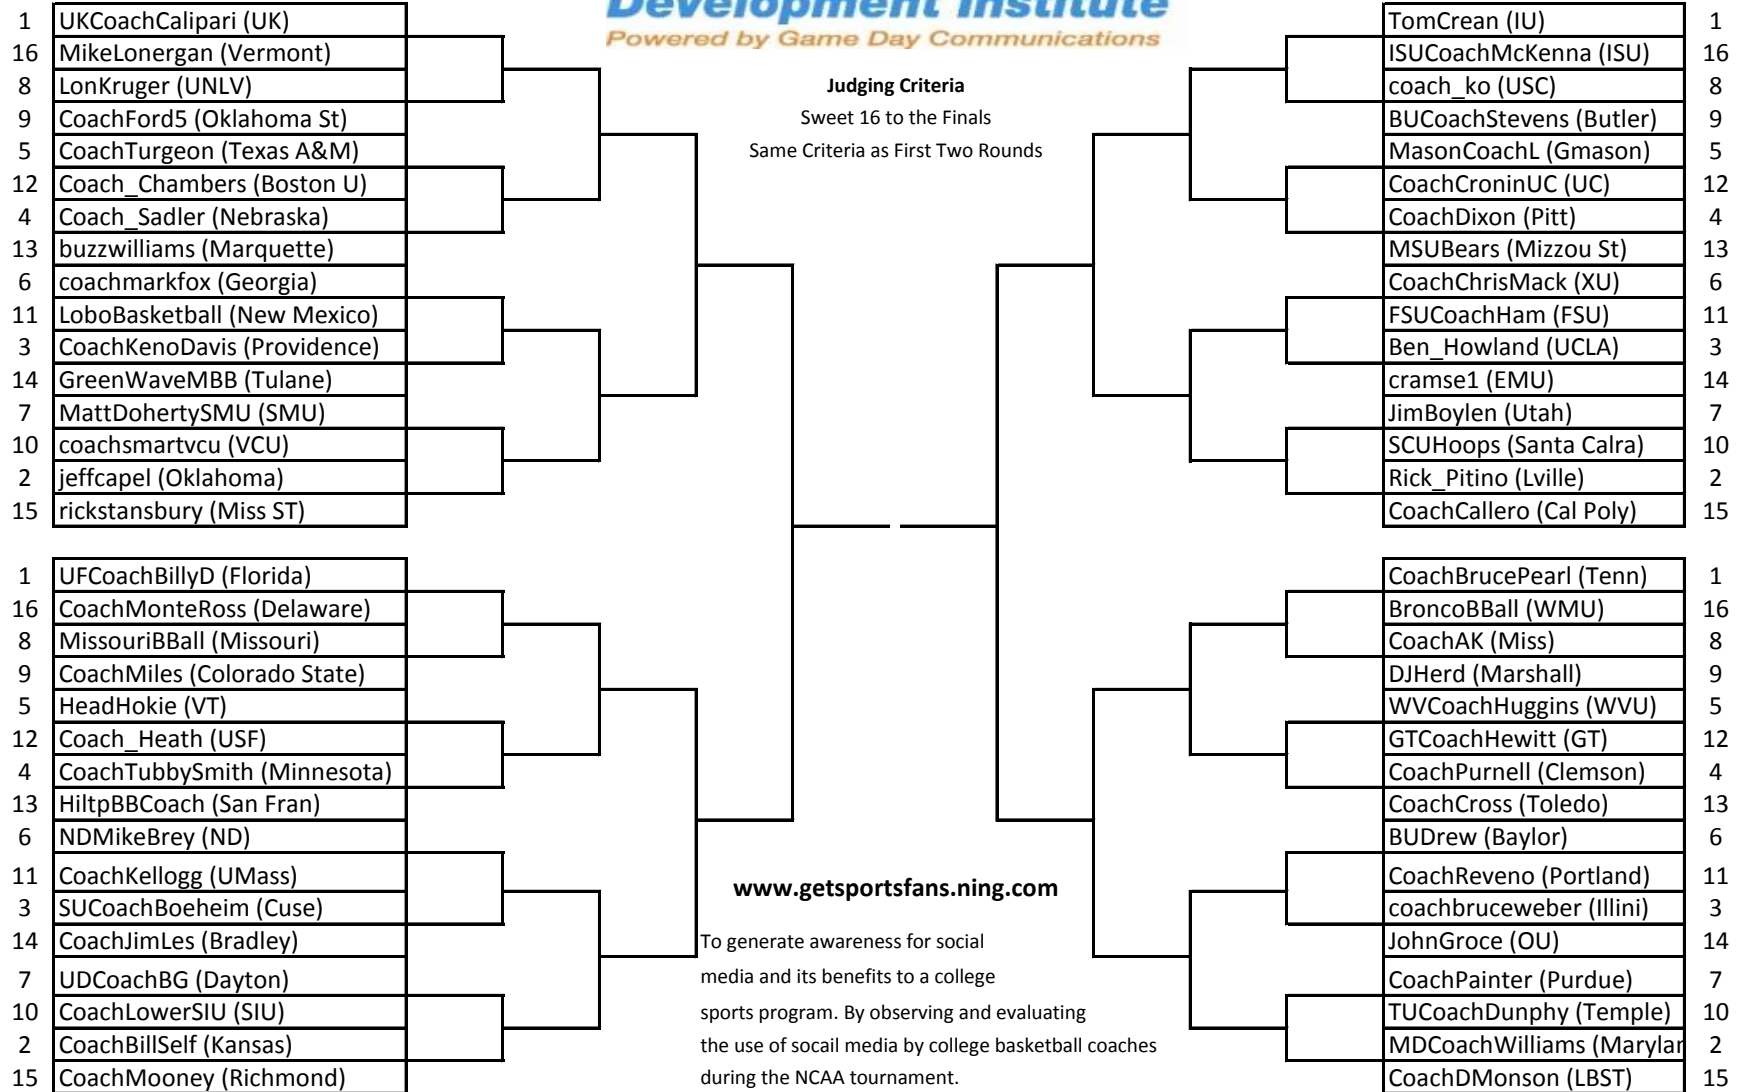 Development Institute
Powered by Game Day Communications
Judging Criteria
Sweet 16 to the Finals
Same Criteria as First Two Rounds
1 UKCoachCalipari (UK)
16 MikeLonergan (Vermont)
8 LonKruger (UNLV)
9 CoachFord5 (Oklahoma St)
5 CoachTurgeon (Texas A&M)
12 Coach_Chambers (Boston U)
4 Coach_Sadler (Nebraska)
13 buzzwilliams (Marquette)
6 coachmarkfox (Georgia)
11 LoboBasketball (New Mexico)
3 CoachKenoDavis (Providence)
14 GreenWaveMBB (Tulane)
7 MattDohertySMU (SMU)
10 coachsmartvcu (VCU)
2 jeffcapel (Oklahoma)
15 rickstansbury (Miss ST)
1 UFCoachBillyD (Florida)
16 CoachMonteRoss (Delaware)
8 MissouriBBall (Missouri)
9 CoachMiles (Colorado State)
5 HeadHokie (VT)
12 Coach_Heath (USF)
4 CoachTubbySmith (Minnesota)
13 HiltpBBCoach (San Fran)
6 NDMikeBrey (ND)
11 CoachKellogg (UMass)
3 SUCoachBoeheim (Cuse)
14 CoachJimLes (Bradley)
7 UDCoachBG (Dayton)
10 CoachLowerSIU (SIU)
2 CoachBillSelf (Kansas)
15 CoachMooney (Richmond)
TomCrean (IU) 1
ISUCoachMcKenna (ISU) 16
coach_ko (USC) 8
BUCoachStevens (Butler) 9
MasonCoachL (Gmason) 5
CoachCroninUC (UC) 12
CoachDixon (Pitt) 4
MSUBears (Mizzou St) 13
CoachChrisMack (XU) 6
FSUCoachHam (FSU) 11
Ben_Howland (UCLA) 3
cramse1 (EMU) 14
JimBoylen (Utah) 7
SCUHoops (Santa Calra) 10
Rick_Pitino (Lville) 2
CoachCallero (Cal Poly) 15
CoachBrucePearl (Tenn) 1
BroncoBBall (WMU) 16
CoachAK (Miss) 8
DJHerd (Marshall) 9
WVCoachHuggins (WVU) 5
GTCoachHewitt (GT) 12
CoachPurnell (Clemson) 4
CoachCross (Toledo) 13
BUDrew (Baylor) 6
CoachReveno (Portland) 11
coachbruceweber (Illini) 3
JohnGroce (OU) 14
CoachPainter (Purdue) 7
TUCoachDunphy (Temple) 10
MDCoachWilliams (Marylan 2
CoachDMonson (LBST) 15
www.getsportsfans.ning.com
To generate awareness for social
media and its benefits to a college
sports program. By observing and evaluating
the use of socail media by college basketball coaches
during the NCAA tournament.